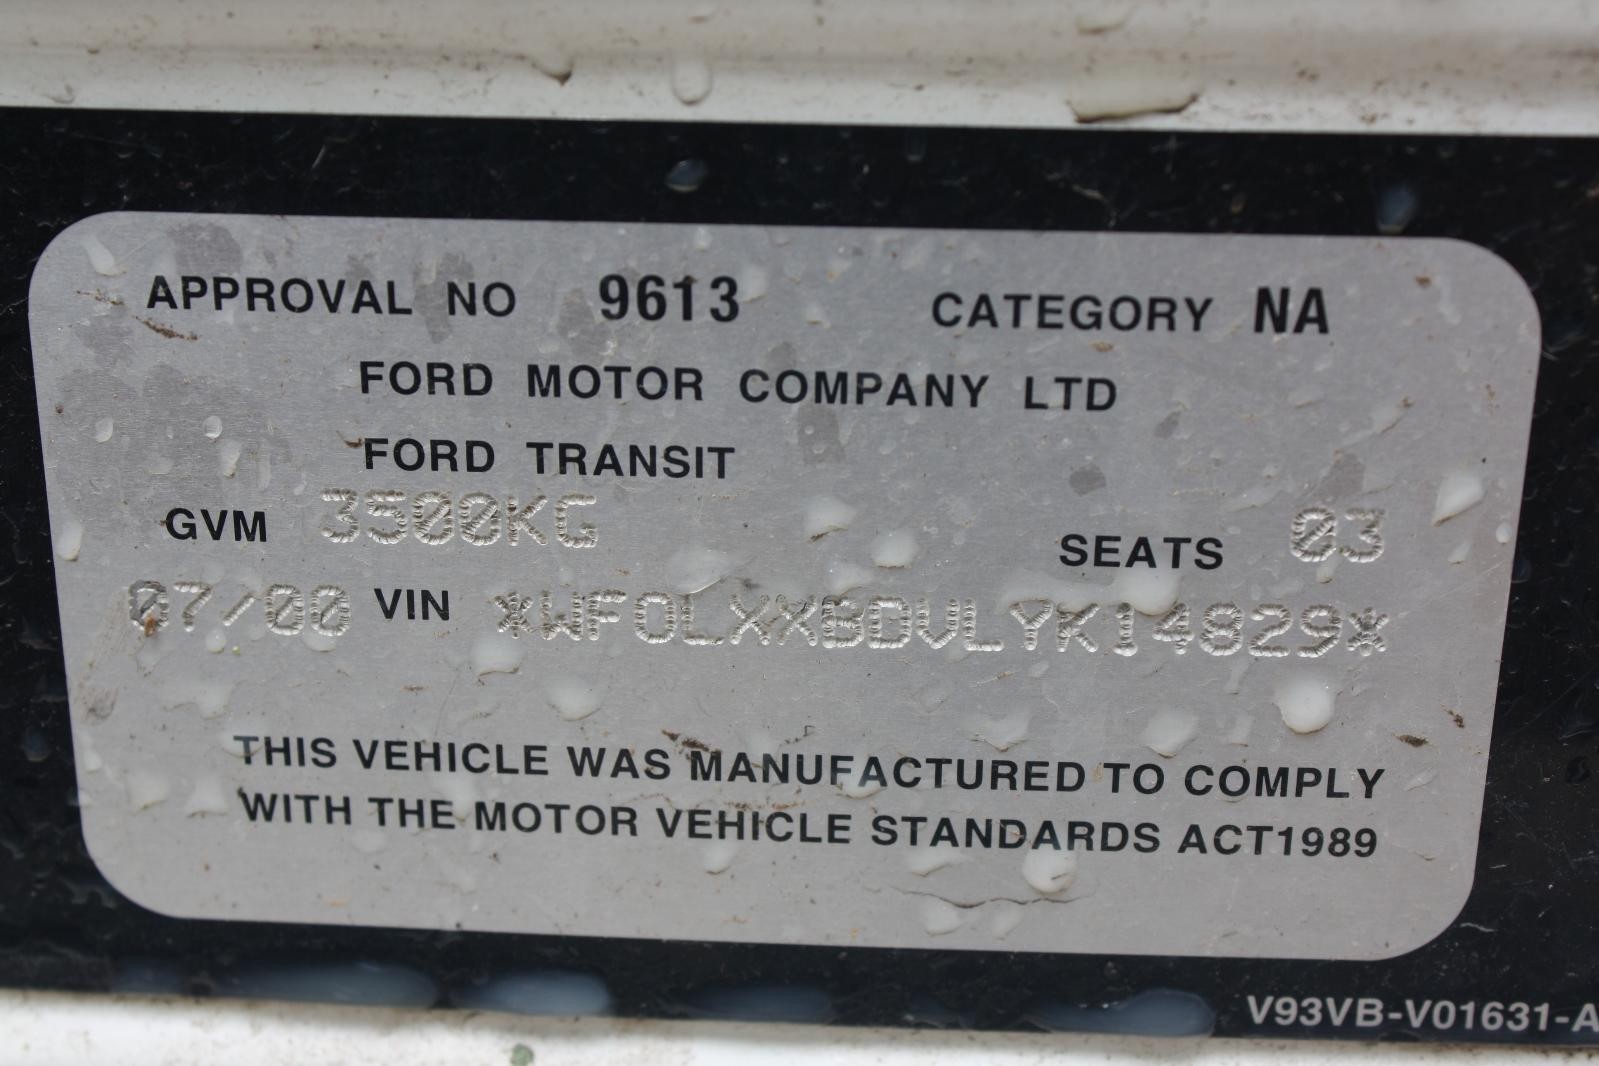 APPROVAL NO 9613 CATEGORY NA
FORD MOTOR COMPANY LTD
FORD TRANSIT
GVM 3500KG SEATS 03
07/00 VIN *WFOLXXBDVLYK14829*
THIS VEHICLE WAS MANUFACTURED TO COMPLY
WITH THE MOTOR VEHICLE STANDARDS ACT1989
V93VB-V01631-A